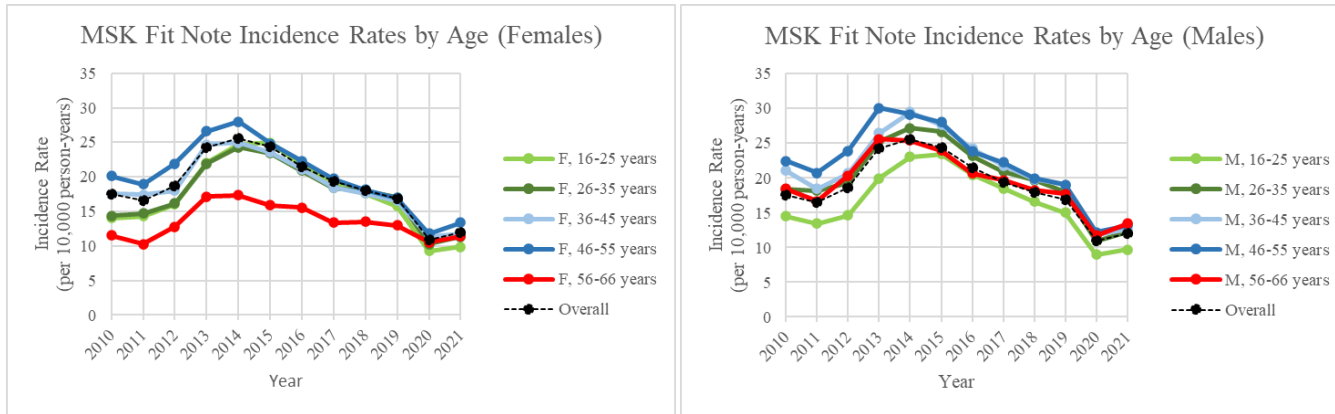 MSK Fit Note Incidence Rates by Age (Females)
Incidence Rate
(per 10,000 person-years)
35
30
25
20
15
10
5
0
2010
2011
2012
2013
2014
2015
2016
2017
2018
2019
2020
2021
Year
F, 16-25 years
F, 26-35 years
F, 36-45 years
F, 46-55 years
F, 56-66 years
Overall
MSK Fit Note Incidence Rates by Age (Males)
Incidence Rate
(per 10,000 person-years)
35
30
25
20
15
10
5
0
2010
2011
2012
2013
2014
2015
2016
2017
2018
2019
2020
2021
Year
M, 16-25 years
M, 26-35 years
M, 36-45 years
M, 46-55 years
M, 56-66 years
Overall